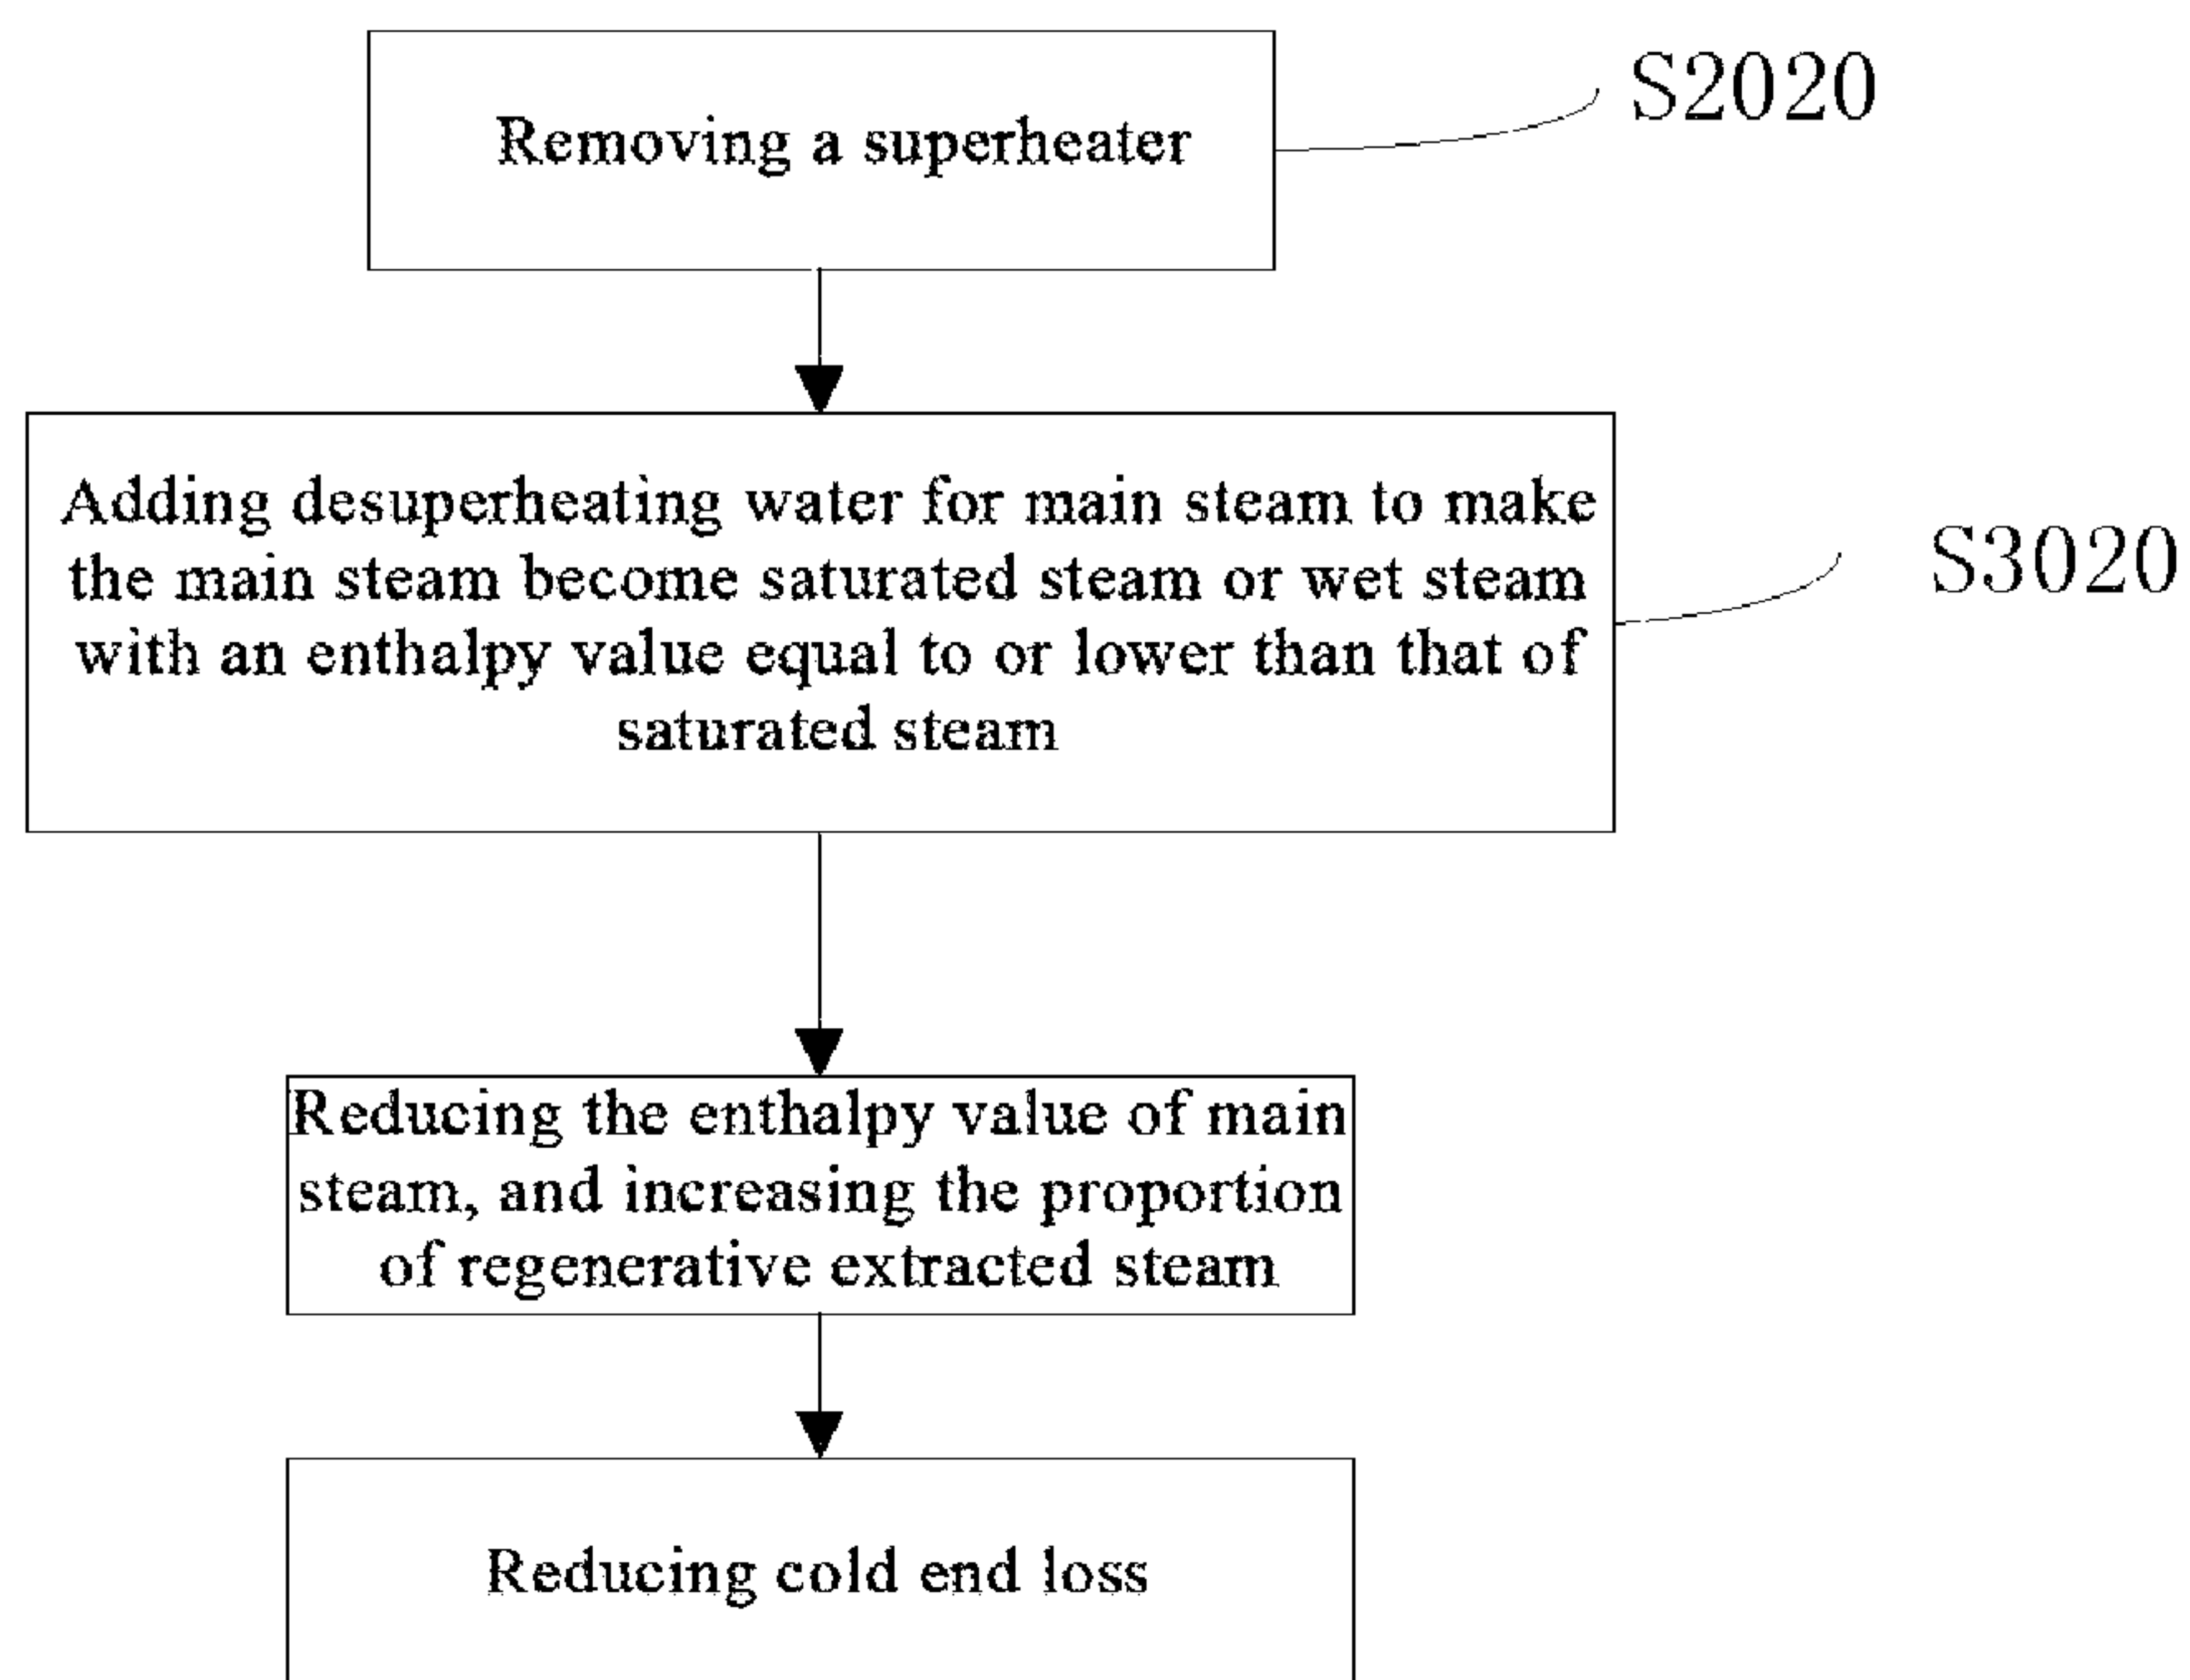 Removing a superheater
S2020
Adding desuperheating water for main steam to make
the main steam become saturated steam or wet steam
with an enthalpy value equal to or lower than that of
saturated steam
S3020
Reducing the enthalpy value of main
steam, and increasing the proportion
of regenerative extracted steam
Reducing cold end loss